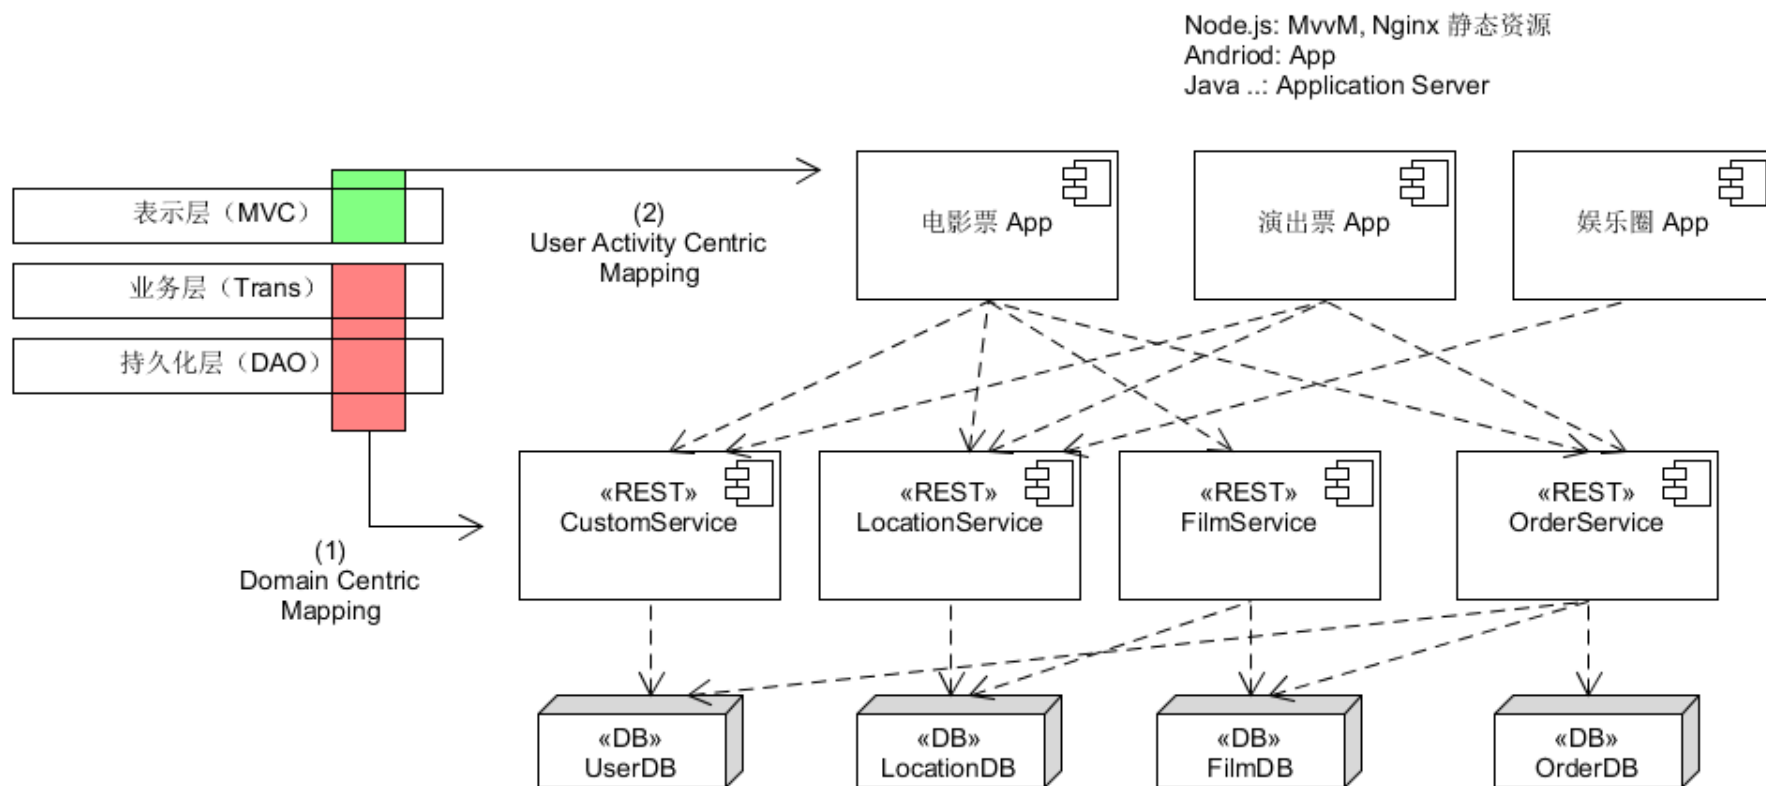 Node.js: MvvM, Nginx 静态资源
Andriod: App
Java ..: Application Server
表示层（MVC）
业务层（Trans）
持久化层（DAO）
(2)
User Activity Centric
Mapping
电影票 App
演出票 App
娱乐圈 App
(1)
Domain Centric
Mapping
«REST»
CustomService
«REST»
LocationService
«REST»
FilmService
«REST»
OrderService
«DB»
UserDB
«DB»
LocationDB
«DB»
FilmDB
«DB»
OrderDB